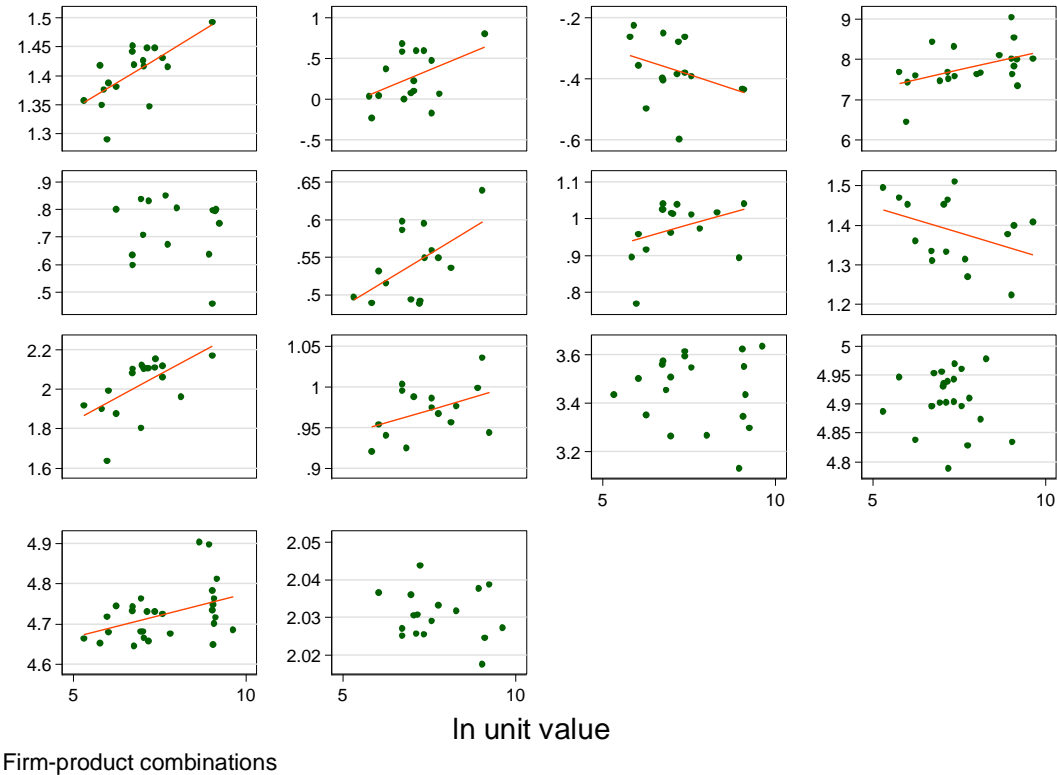 1.5 1 -.2 9
1.45 .5 8
1.4 -.4
1.35 0 7
1.3 -.5 -.6 6
.9 .65 1.1 1.5
.8 .6 1 1.4
.7
.6 .55 .9 1.3
.5 .5 .8 1.2
2.2 1.05 3.6 5
2 1 4.95
3.4 4.9
1.8 .95 4.85
1.6 .9 3.2 4.8
5 10 5 10
4.9 2.05
4.8 2.04
4.7 2.03
4.6 2.02
5 10 5 10
ln unit value
Firm-product combinations